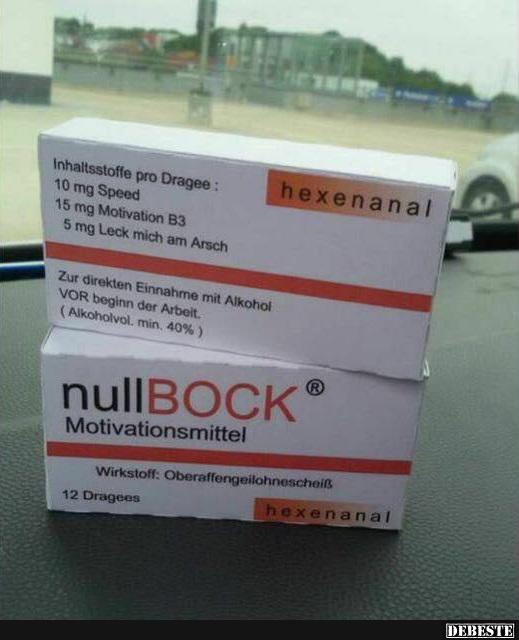 Inhaltsstoffe pro Dragee :
10 mg Speed
15 mg Motivation B3
5 mg Leck mich am Arsch
hexenanal
Zur direkten Einnahme mit Alkohol
VOR beginn der Arbeit.
( Alkoholvol. min. 40% )
nullBOCK ®
Motivationsmittel
Wirkstoff: Oberaffengeilohnescheiß
12 Dragees
hexenanal
DEBESTE